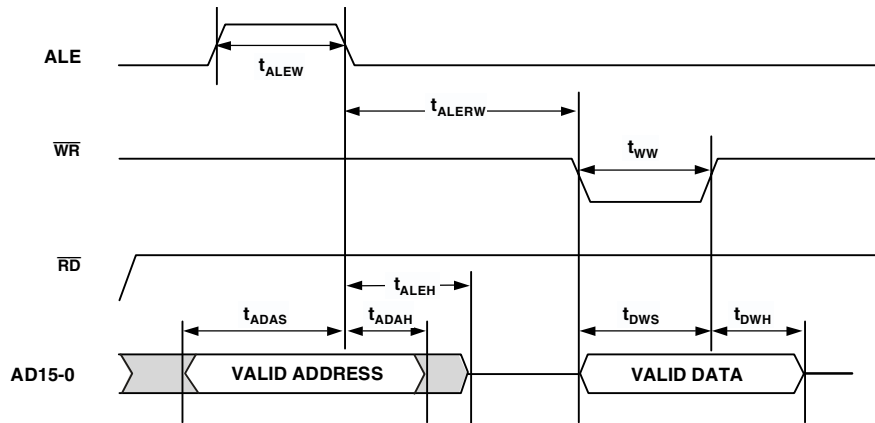 ALE
tALEW
tALERW
WR
tWW
RD
tALEH
tADAS
tADAH
tDWS
tDWH
AD15-0
VALID ADDRESS
VALID DATA